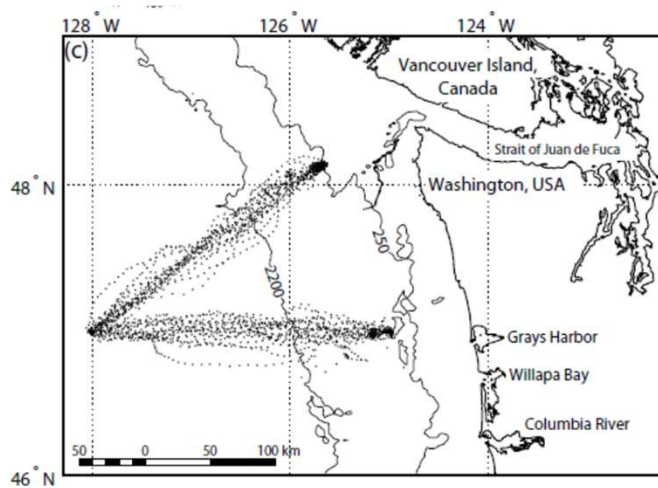 128° W
126° W
124° W
(c)
Vancouver Island,
Canada
Strait of Juan de Fuca
48° N
Washington, USA
250
2200
Grays Harbor
Willapa Bay
Columbia River
50 0 50 100 km
46° N